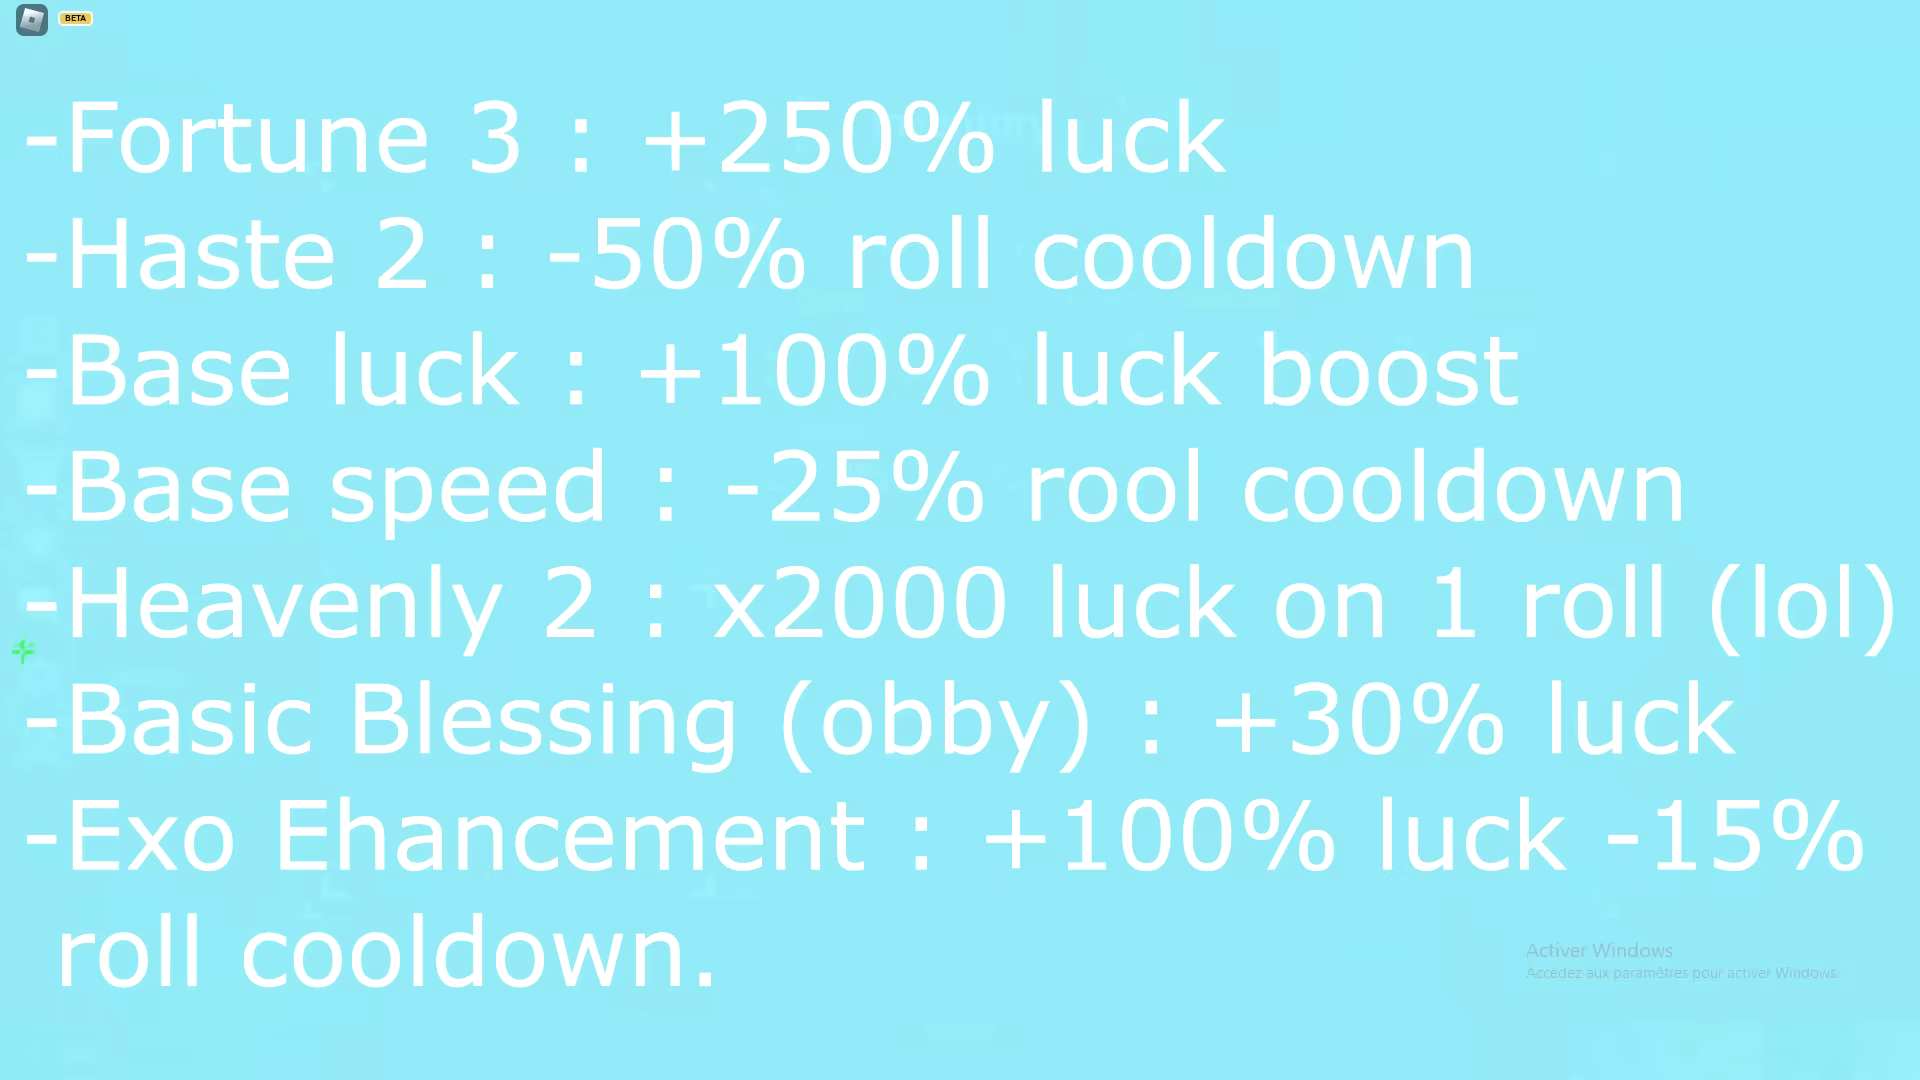 BETA
-Fortune 3 : +250% luck
-Haste 2 : -50% roll cooldown
-Base luck : +100% luck boost
-Base speed : -25% rool cooldown
-Heavenly 2 : x2000 luck on 1 roll (lol)
-Basic Blessing (obby) : +30% luck
-Exo Ehancement : +100% luck -15%
roll cooldown.
Activer Windows
Accédez aux paramètres pour activer Windows.